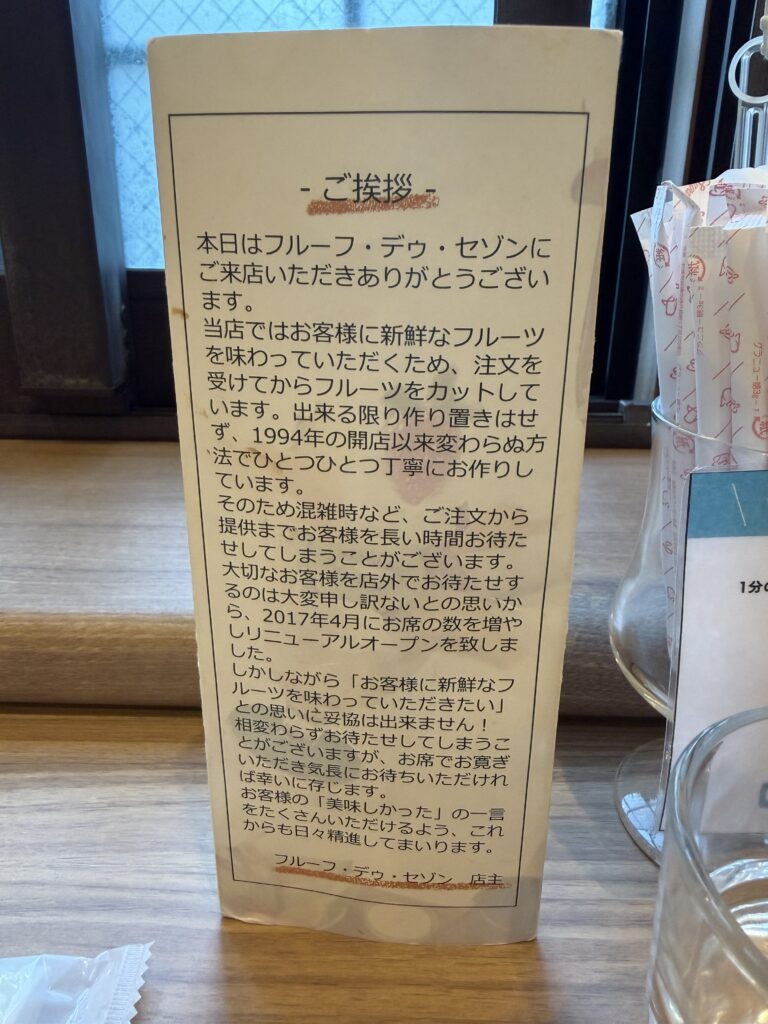 - ご挨拶 -
本日はフルーフ・デゥ・セゾンに
ご来店いただきありがとうござい
ます。
当店ではお客様に新鮮なフルーツ
を味わっていただくため、注文を
受けてからフルーツをカットして
います。出来る限り作り置きはせ
ず、1994年の開店以来変わらぬ方
法でひとつひとつ丁寧にお作りし
ています。
そのため混雑時など、ご注文から
提供までお客様を長い時間お待た
せしてしまうことがございます。
大切なお客様を店外でお待たせす
るのは大変申し訳ないとの思いか
ら、2017年4月にお席の数を増や
しリニューアルオープンを致しま
した。
しかしながら「お客様に新鮮なフ
ルーツを味わっていただきたい」
との思いに妥協は出来ません！
相変わらずお待たせしてしまうこ
とがございますが、お席でお寛ぎ
いただき気長にお待ちいただけれ
ば幸いに存じます。
お客様の「美味しかった」の一言
をたくさんいただけるよう、これ
からも日々精進してまいります。
フルーフ・デゥ・セゾン　店主
グラニュー糖3g
1分の